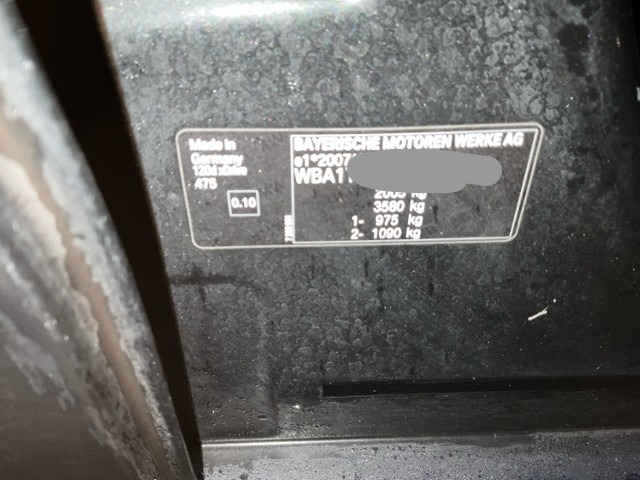 Made in
Germany
120d xDrive
475
0.10
BAYERISCHE MOTOREN WERKE AG
e1*2007
WBA1
2005 kg
3580 kg
1- 975 kg
2- 1090 kg